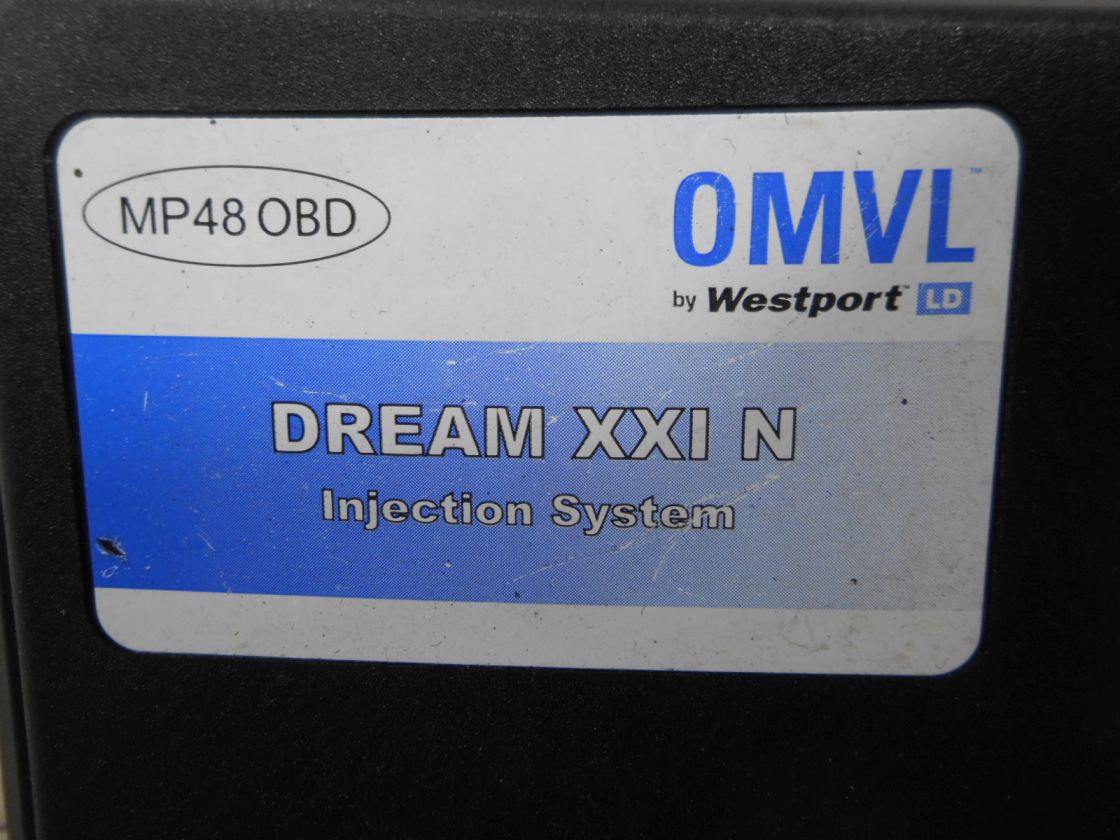 MP48 OBD
OMVL™
by Westport™ LD
DREAM XXI N
Injection System